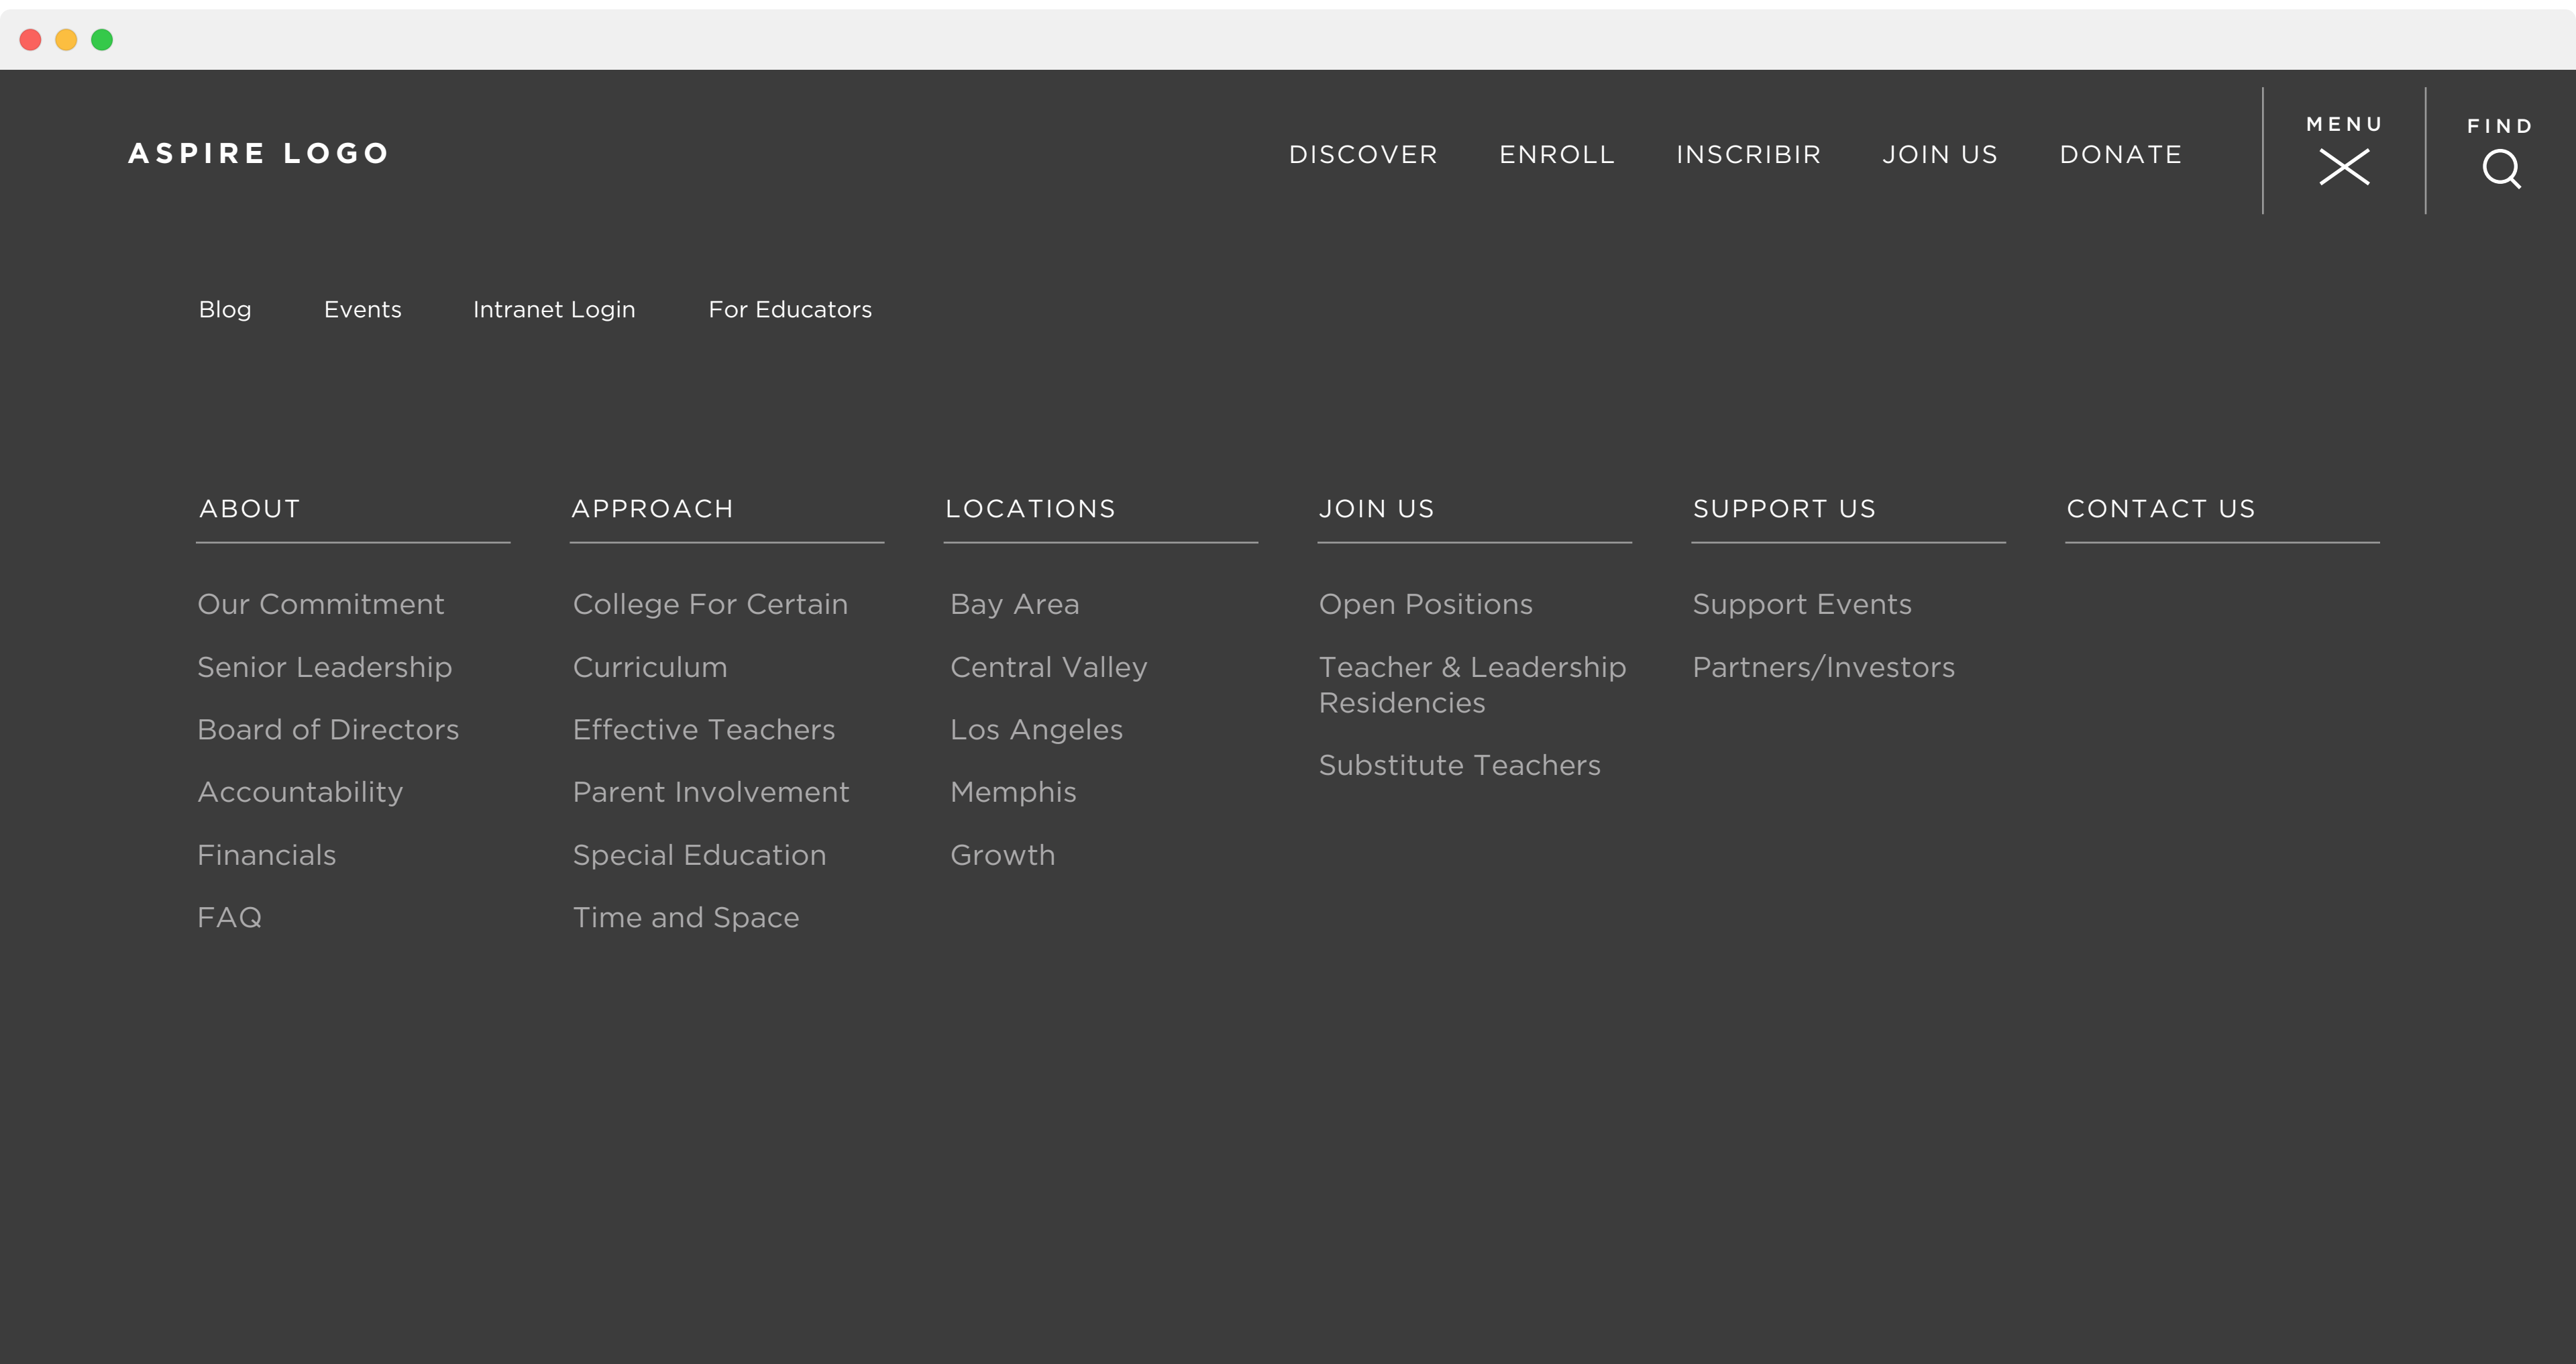 ASPIRE LOGO
DISCOVER
ENROLL
INSCRIBIR
JOIN US
DONATE
MENU
FIND
Blog
Events
Intranet Login
For Educators
ABOUT
Our Commitment
Senior Leadership
Board of Directors
Accountability
Financials
FAQ
APPROACH
College For Certain
Curriculum
Effective Teachers
Parent Involvement
Special Education
Time and Space
LOCATIONS
Bay Area
Central Valley
Los Angeles
Memphis
Growth
JOIN US
Open Positions
Teacher & Leadership
Residencies
Substitute Teachers
SUPPORT US
Support Events
Partners/Investors
CONTACT US